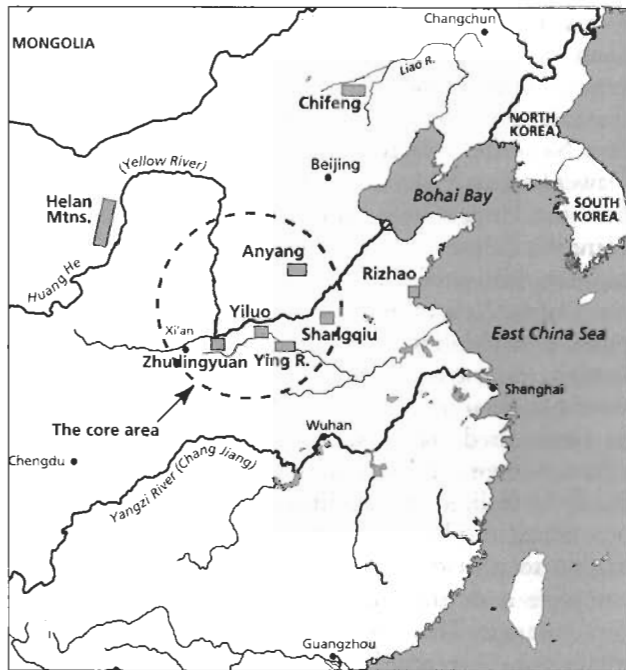 Changchun
MONGOLIA
Liao R.
Chifeng
NORTH
KOREA
(Yellow River)
Beijing
Helan
Mtns.
Bohai Bay
SOUTH
KOREA
Anyang
Rizhao
Huang He
Yiluo
Xi'an
Shangqiu
East China Sea
Zhudingyuan
Ying R.
Shanghai
The core area
Wuhan
Chengdu
Yangzi River (Chang Jiang)
Guangzhou